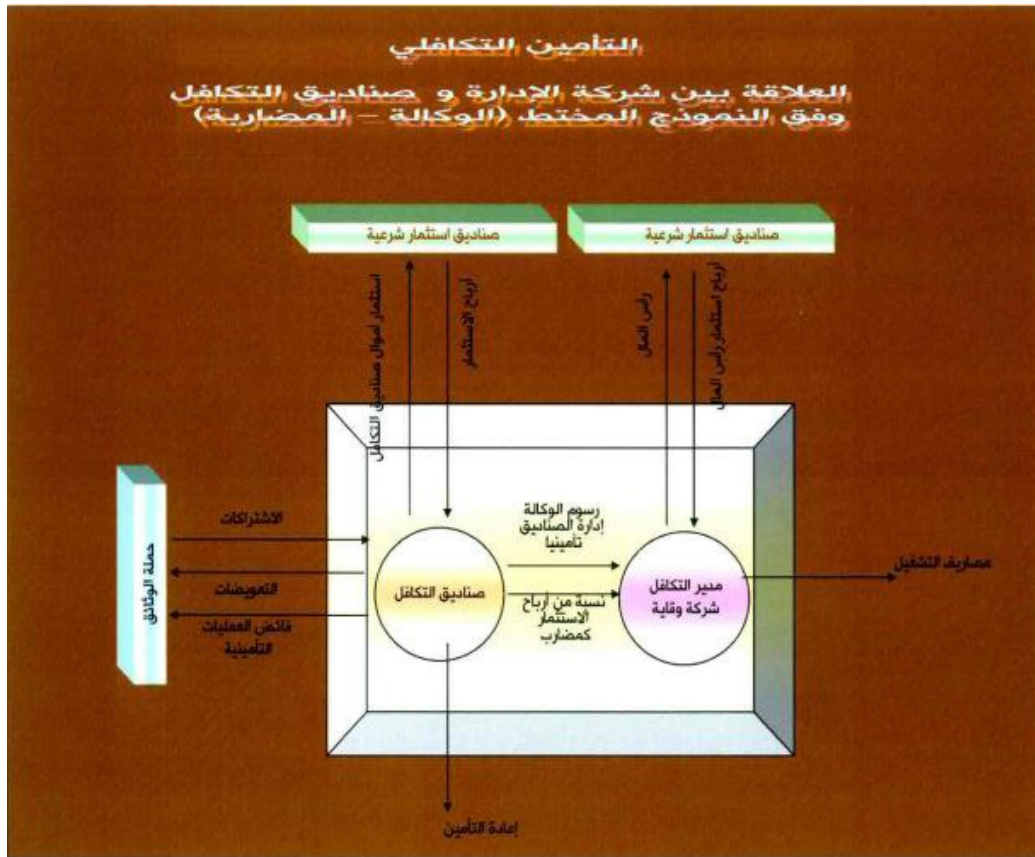 التأمين التكافلي
العلاقة بين شركة الإدارة و صناديق التكافل
وفق النموذج المختط (الوكالة – المضاربة)
صناديق استثمار شرعية
صناديق استثمار شرعية
أرباح استثمار رأس المال
رأس المال
أرباح الاستثمار
استثمار أموال صناديق التكافل
رسوم الوكالة
إدارة الصناديق
تأمينيا
مدير التكافل
شركة وقاية
مصاريف التشغيل
صناديق التكافل
نسبة من أرباح
الاستثمار
كمضارب
حملة الوثائق
الاشتراكات
التعويضات
فائض العمليات
التأمينية
إعادة التأمين